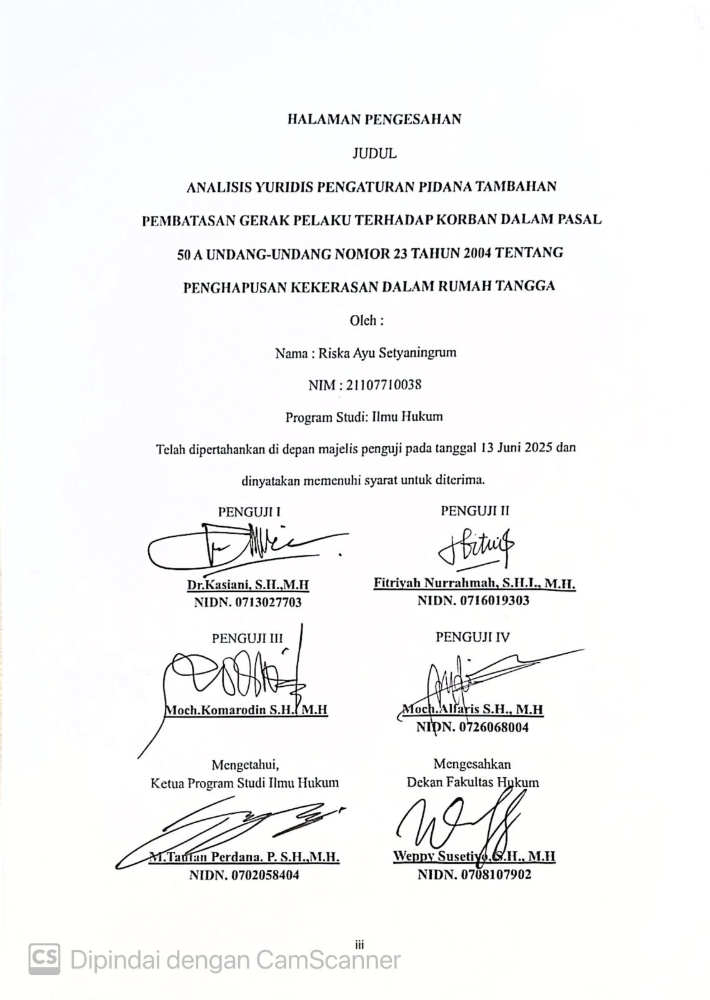 HALAMAN PENGESAHAN
JUDUL
ANALISIS YURIDIS PENGATURAN PIDANA TAMBAHAN
PEMBATASAN GERAK PELAKU TERHADAP KORBAN DALAM PASAL
50 A UNDANG-UNDANG NOMOR 23 TAHUN 2004 TENTANG
PENGHAPUSAN KEKERASAN DALAM RUMAH TANGGA
Oleh :
Nama : Riska Ayu Setyaningrum
NIM : 21107710038
Program Studi: Ilmu Hukum
Telah dipertahankan di depan majelis penguji pada tanggal 13 Juni 2025 dan
dinyatakan memenuhi syarat untuk diterima.
PENGUJI I
Dr.Kasiani, S.H.,M.H
NIDN. 0713027703
PENGUJI II
Fitriyah Nurrahmah, S.H.I., M.H.
NIDN. 0716019303
PENGUJI III
Moch.Komarodin S.H., M.H
PENGUJI IV
Moch.Alfaris S.H., M.H
NIDN. 0726068004
Mengetahui,
Ketua Program Studi Ilmu Hukum
M.Taufan Perdana. P. S.H.,M.H.
NIDN. 0702058404
Mengesahkan
Dekan Fakultas Hukum
Weppy Susetiyo, S.H., M.H
NIDN. 0708107902
iii
CS Dipindai dengan CamScanner